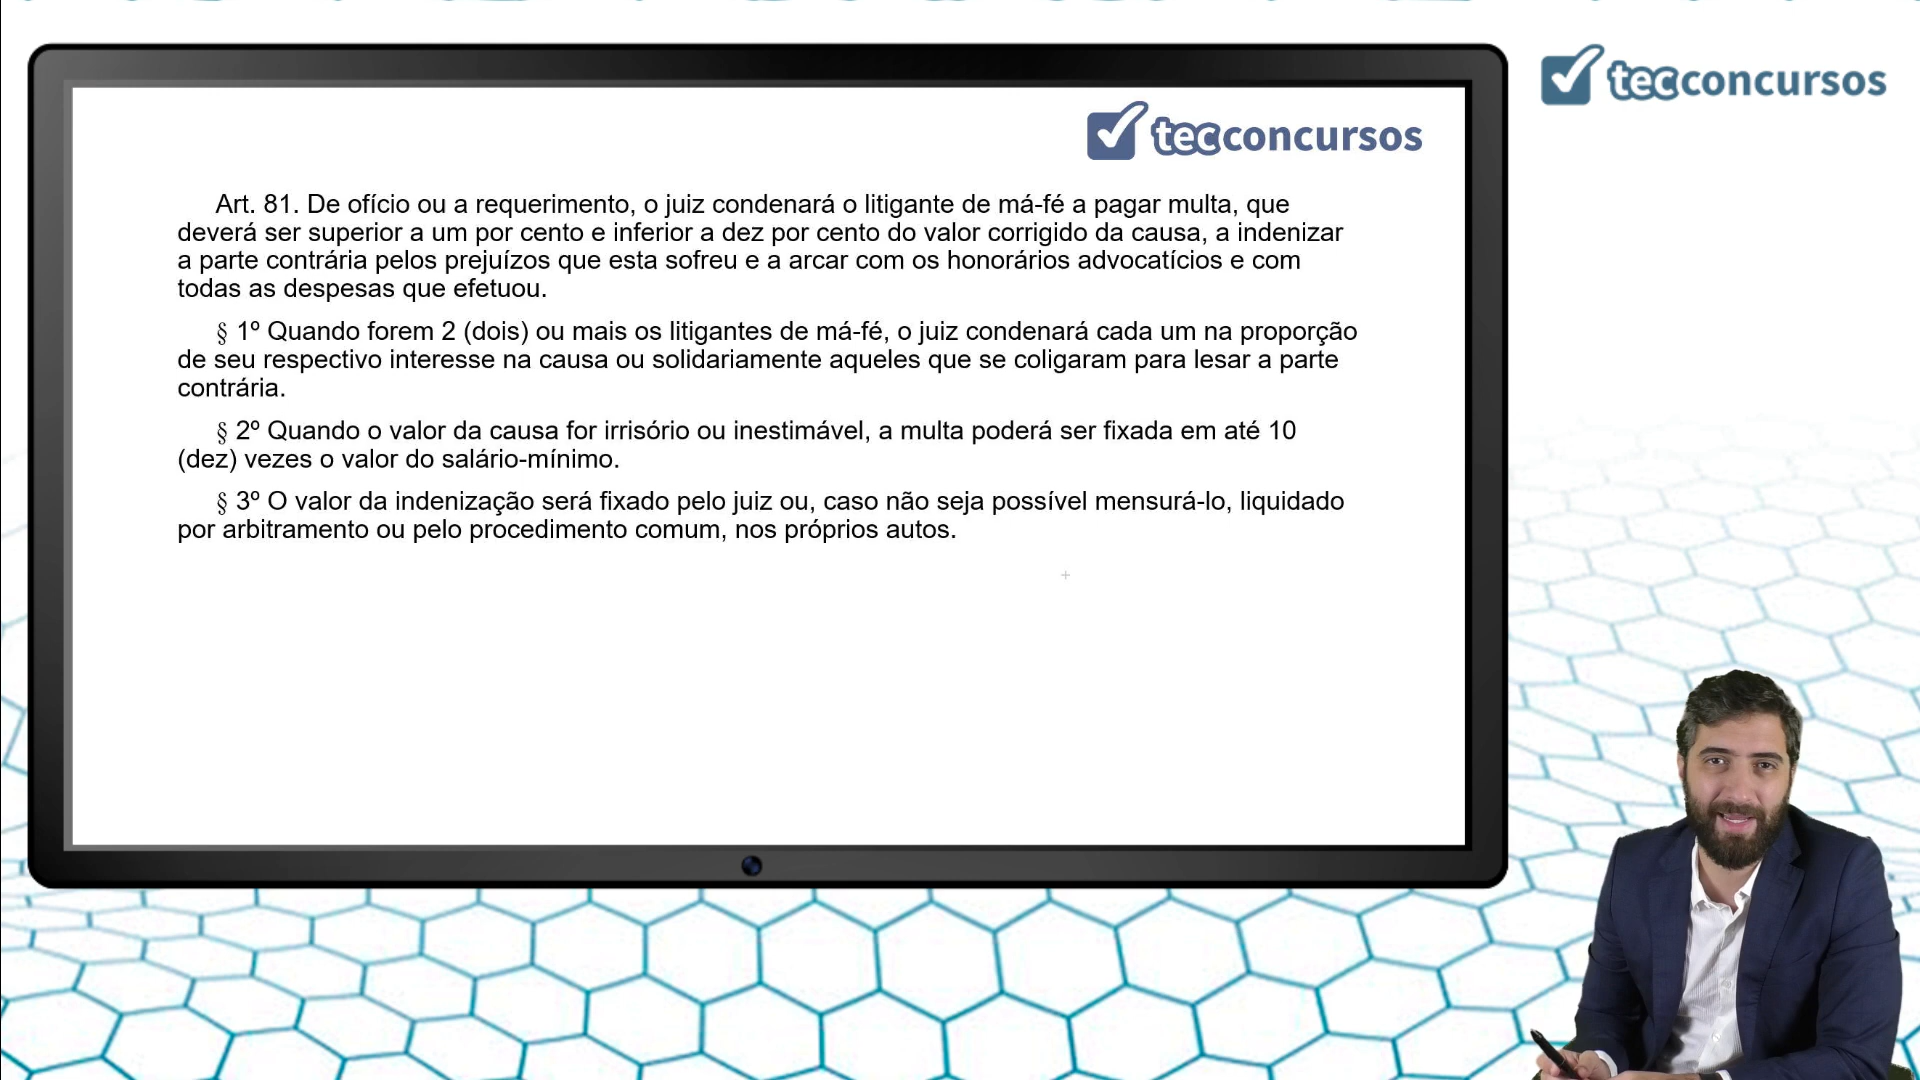 tecconcursos
tecconcursos
Art. 81. De ofício ou a requerimento, o juiz condenará o litigante de má-fé a pagar multa, que
deverá ser superior a um por cento e inferior a dez por cento do valor corrigido da causa, a indenizar
a parte contrária pelos prejuízos que esta sofreu e a arcar com os honorários advocatícios e com
todas as despesas que efetuou.
§ 1º Quando forem 2 (dois) ou mais os litigantes de má-fé, o juiz condenará cada um na proporção
de seu respectivo interesse na causa ou solidariamente aqueles que se coligaram para lesar a parte
contrária.
§ 2º Quando o valor da causa for irrisório ou inestimável, a multa poderá ser fixada em até 10
(dez) vezes o valor do salário-mínimo.
§ 3º O valor da indenização será fixado pelo juiz ou, caso não seja possível mensurá-lo, liquidado
por arbitramento ou pelo procedimento comum, nos próprios autos.